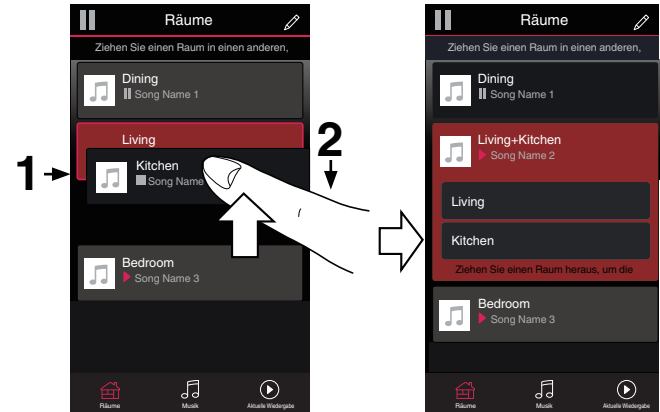 Räume
Ziehen Sie einen Raum in einen anderen,
Dining
Song Name 1
Living
Kitchen
Song Name
1
2
Bedroom
Song Name 3
Räume
Musik
Aktuelle Wiedergabe
Räume
Ziehen Sie einen Raum in einen anderen,
Dining
Song Name 1
Living+Kitchen
Song Name 2
Living
Kitchen
Ziehen Sie einen Raum heraus, um die
Bedroom
Song Name 3
Räume
Musik
Aktuelle Wiedergabe